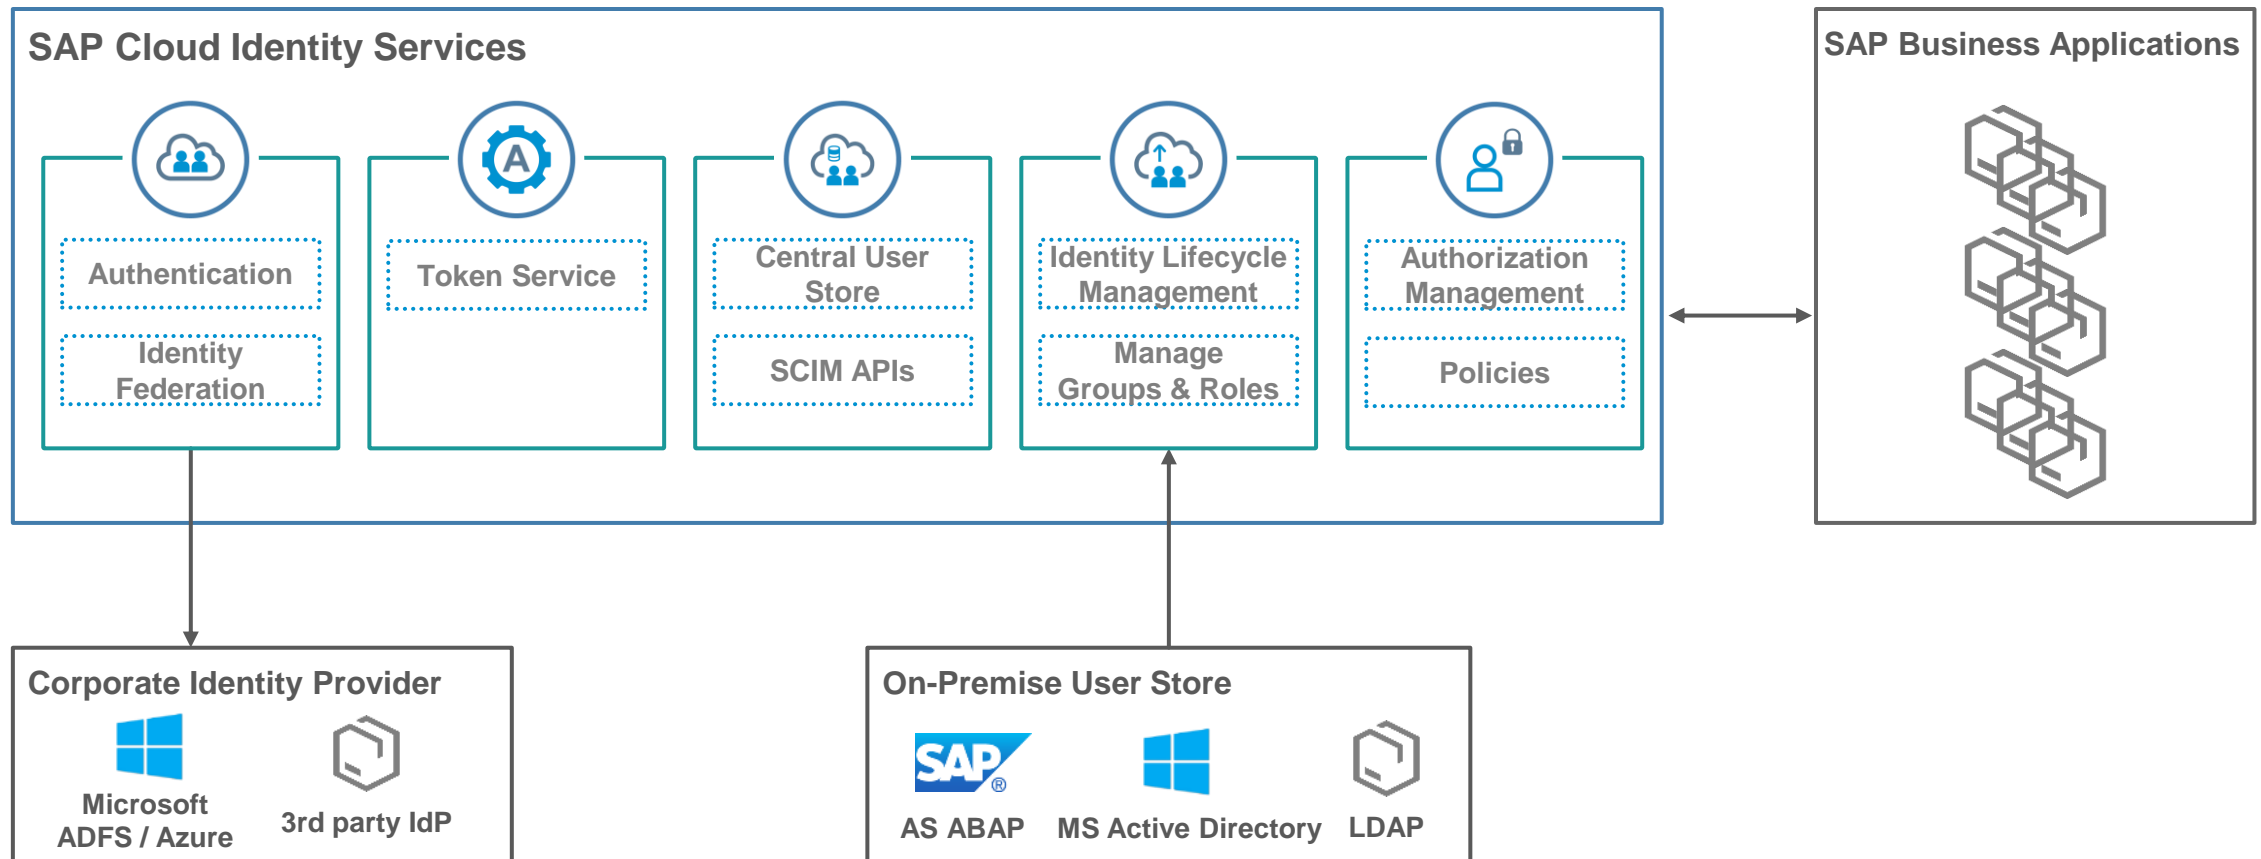 SAP Cloud Identity Services
SAP Business Applications
A
Authentication
Identity
Federation
Token Service
Central User
Store
SCIM APIs
Identity Lifecycle
Management
Manage
Groups & Roles
Authorization
Management
Policies
Corporate Identity Provider
Microsoft
ADFS / Azure
3rd party IdP
On-Premise User Store
SAP®
AS ABAP
MS Active Directory
LDAP